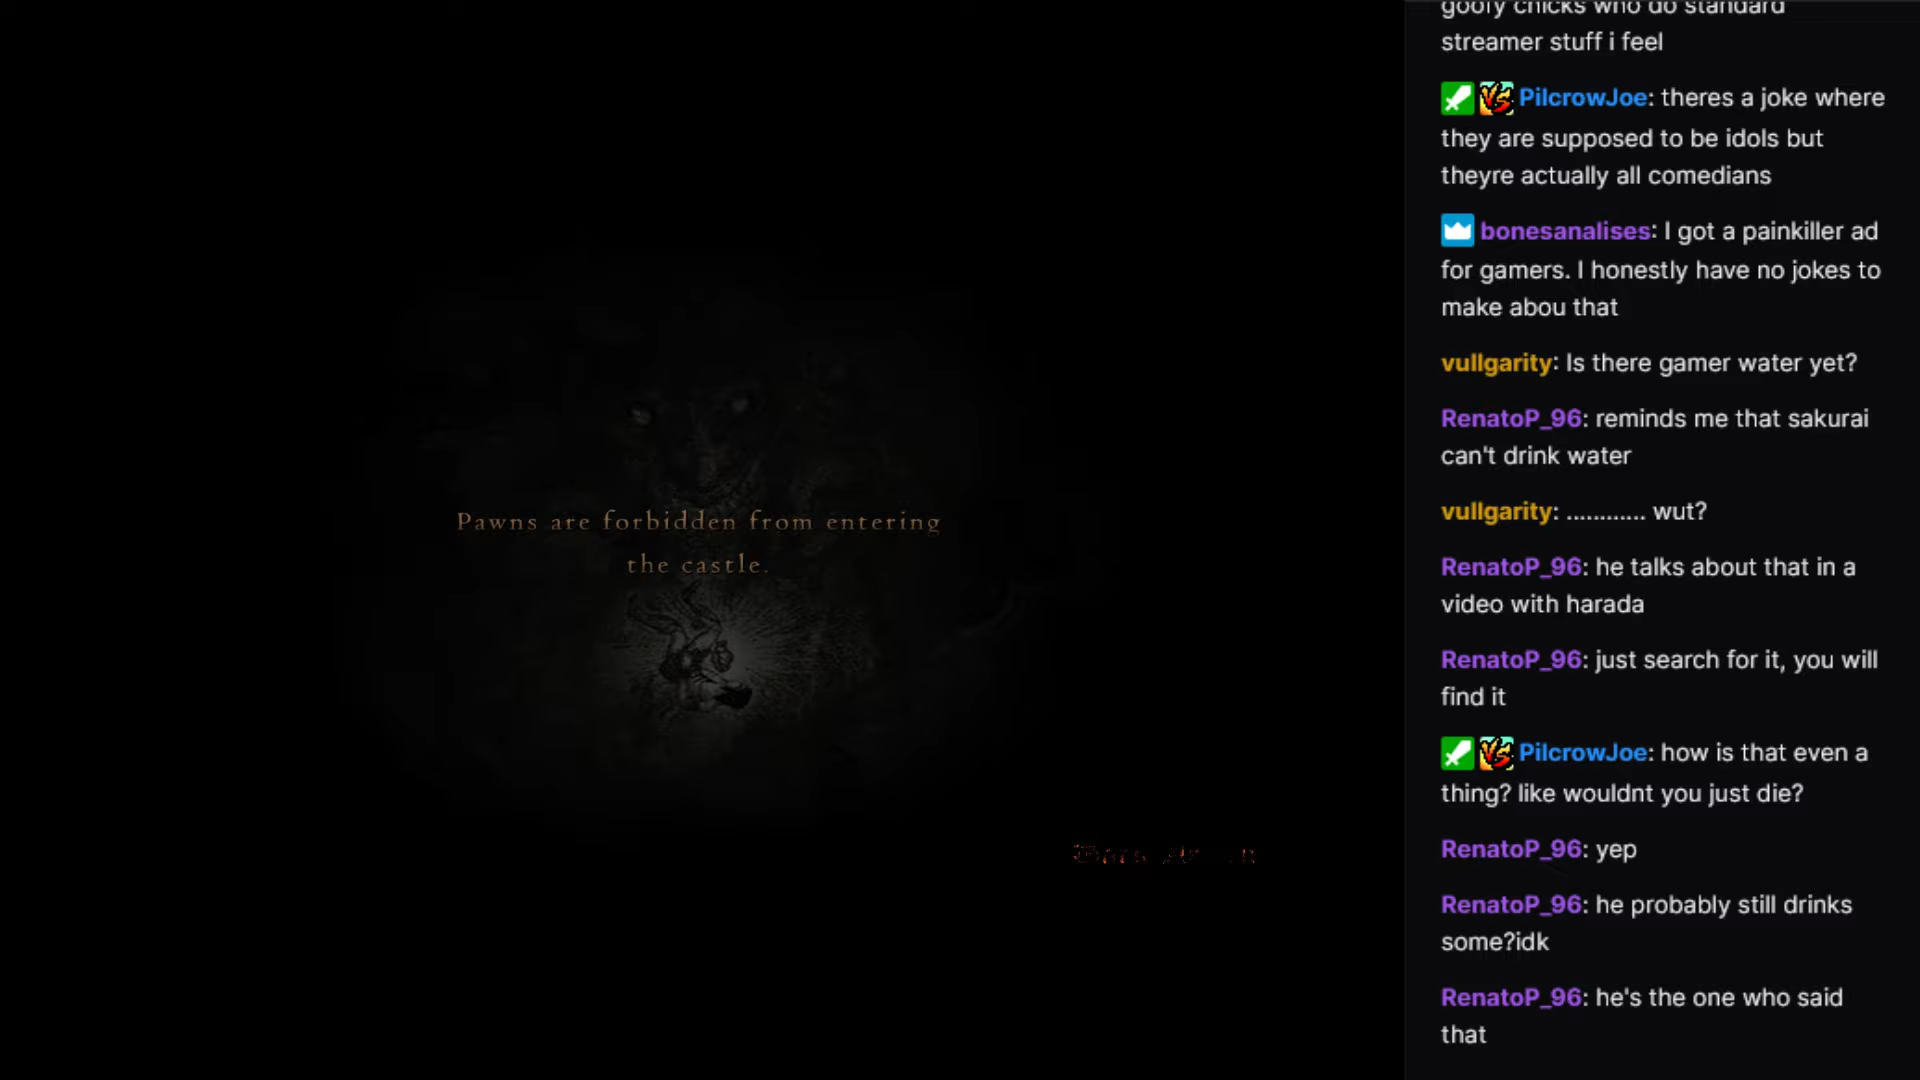 goofy chicks who do standard
streamer stuff i feel
PilcrowJoe: theres a joke where
they are supposed to be idols but
theyre actually all comedians
bonesanalises: I got a painkiller ad
for gamers. I honestly have no jokes to
make abou that
vullgarity: Is there gamer water yet?
RenatoP_96: reminds me that sakurai
can't drink water
vullgarity: ............ wut?
RenatoP_96: he talks about that in a
video with harada
RenatoP_96: just search for it, you will
find it
PilcrowJoe: how is that even a
thing? like wouldnt you just die?
RenatoP_96: yep
RenatoP_96: he probably still drinks
some?idk
RenatoP_96: he's the one who said
that
Pawns are forbidden from entering
the castle.